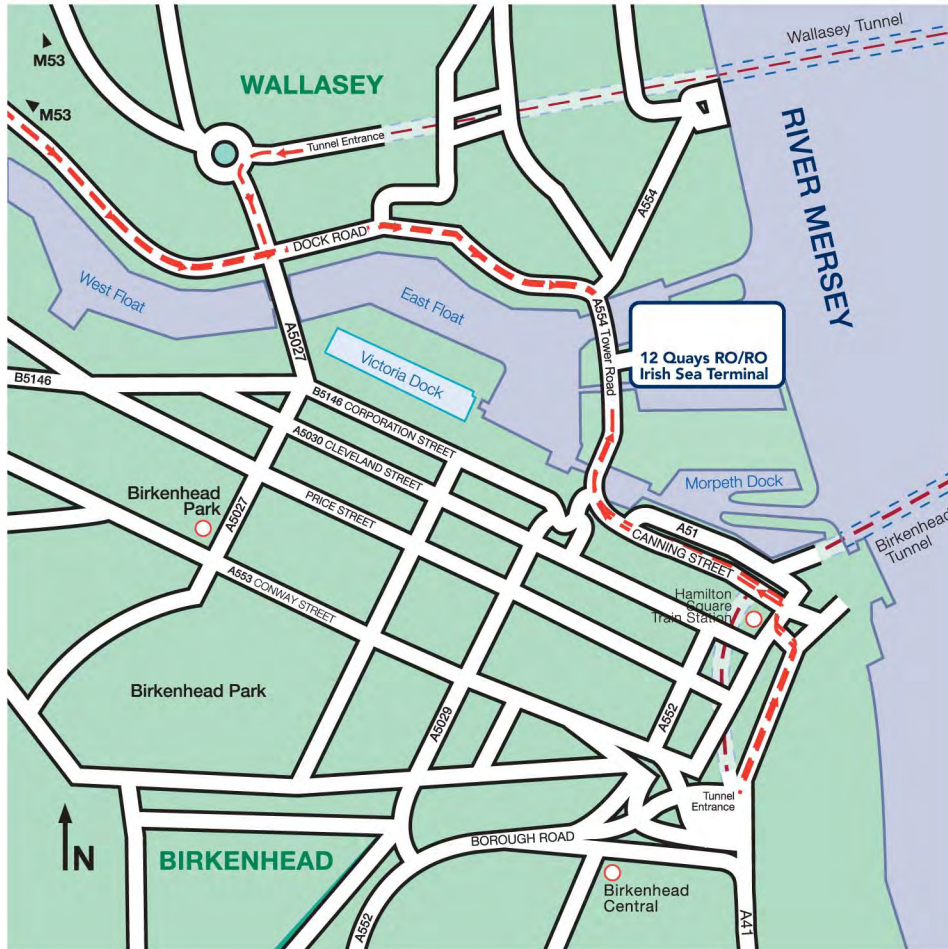 Wallasey Tunnel
M53
WALLASEY
M53
RIVER MERSEY
Tunnel Entrance
A554
DOCK ROAD
West Float
East Float
A5027
A554 Tower Road
12 Quays RO/RO
Irish Sea Terminal
Victoria Dock
B5146
B5146 CORPORATION STREET
A5030 CLEVELAND STREET
PRICE STREET
Morpeth Dock
Birkenhead
Park
A5027
A51
CANNING STREET
Birkenhead
Tunnel
A553 CONWAY STREET
Hamilton
Square
Train Station
Birkenhead Park
A5029
A552
Tunnel
Entrance
N
BIRKENHEAD
BOROUGH ROAD
Birkenhead
Central
A552
A41